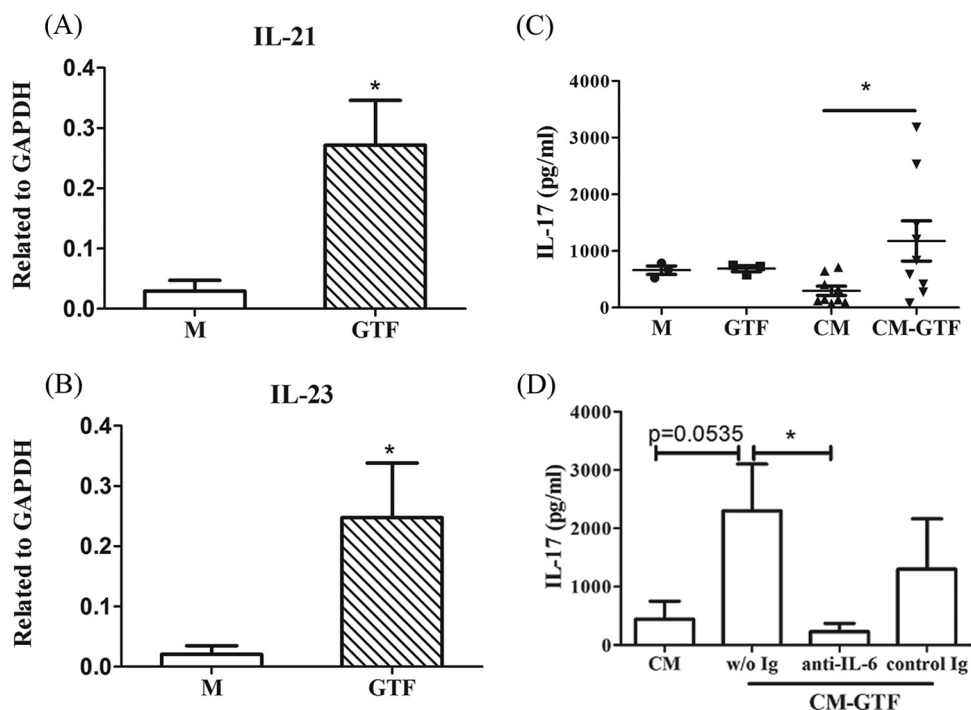 (A)
IL-21
Related to GAPDH
0.4
0.3
0.2
0.1
0.0
*
M GTF
(B)
IL-23
Related to GAPDH
0.4
0.3
0.2
0.1
0.0
*
M GTF
(C)
IL-17 (pg/ml)
4000
3000
2000
1000
0
*
M GTF CM CM-GTF
(D)
IL-17 (pg/ml)
4000
3000
2000
1000
0
p=0.0535
*
CM w/o Ig anti-IL-6 control Ig
CM-GTF